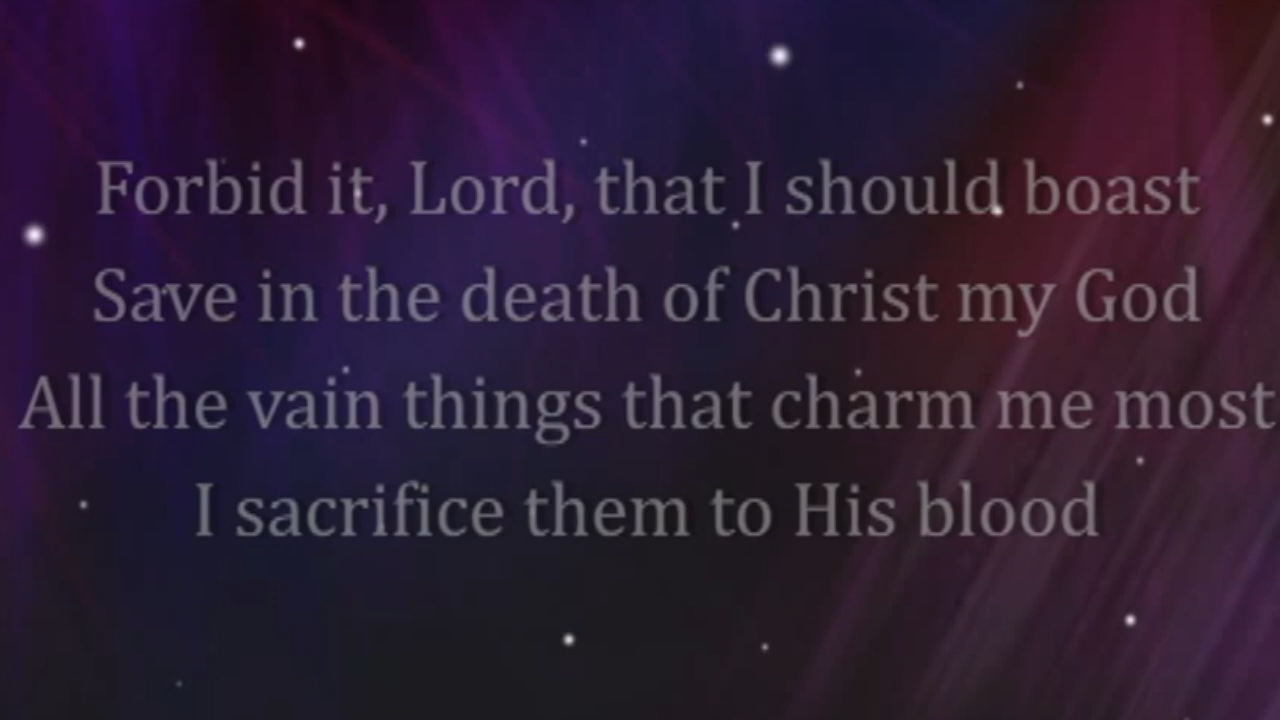 Forbid it, Lord, that I should boast
Save in the death of Christ my God
All the vain things that charm me most
I sacrifice them to His blood